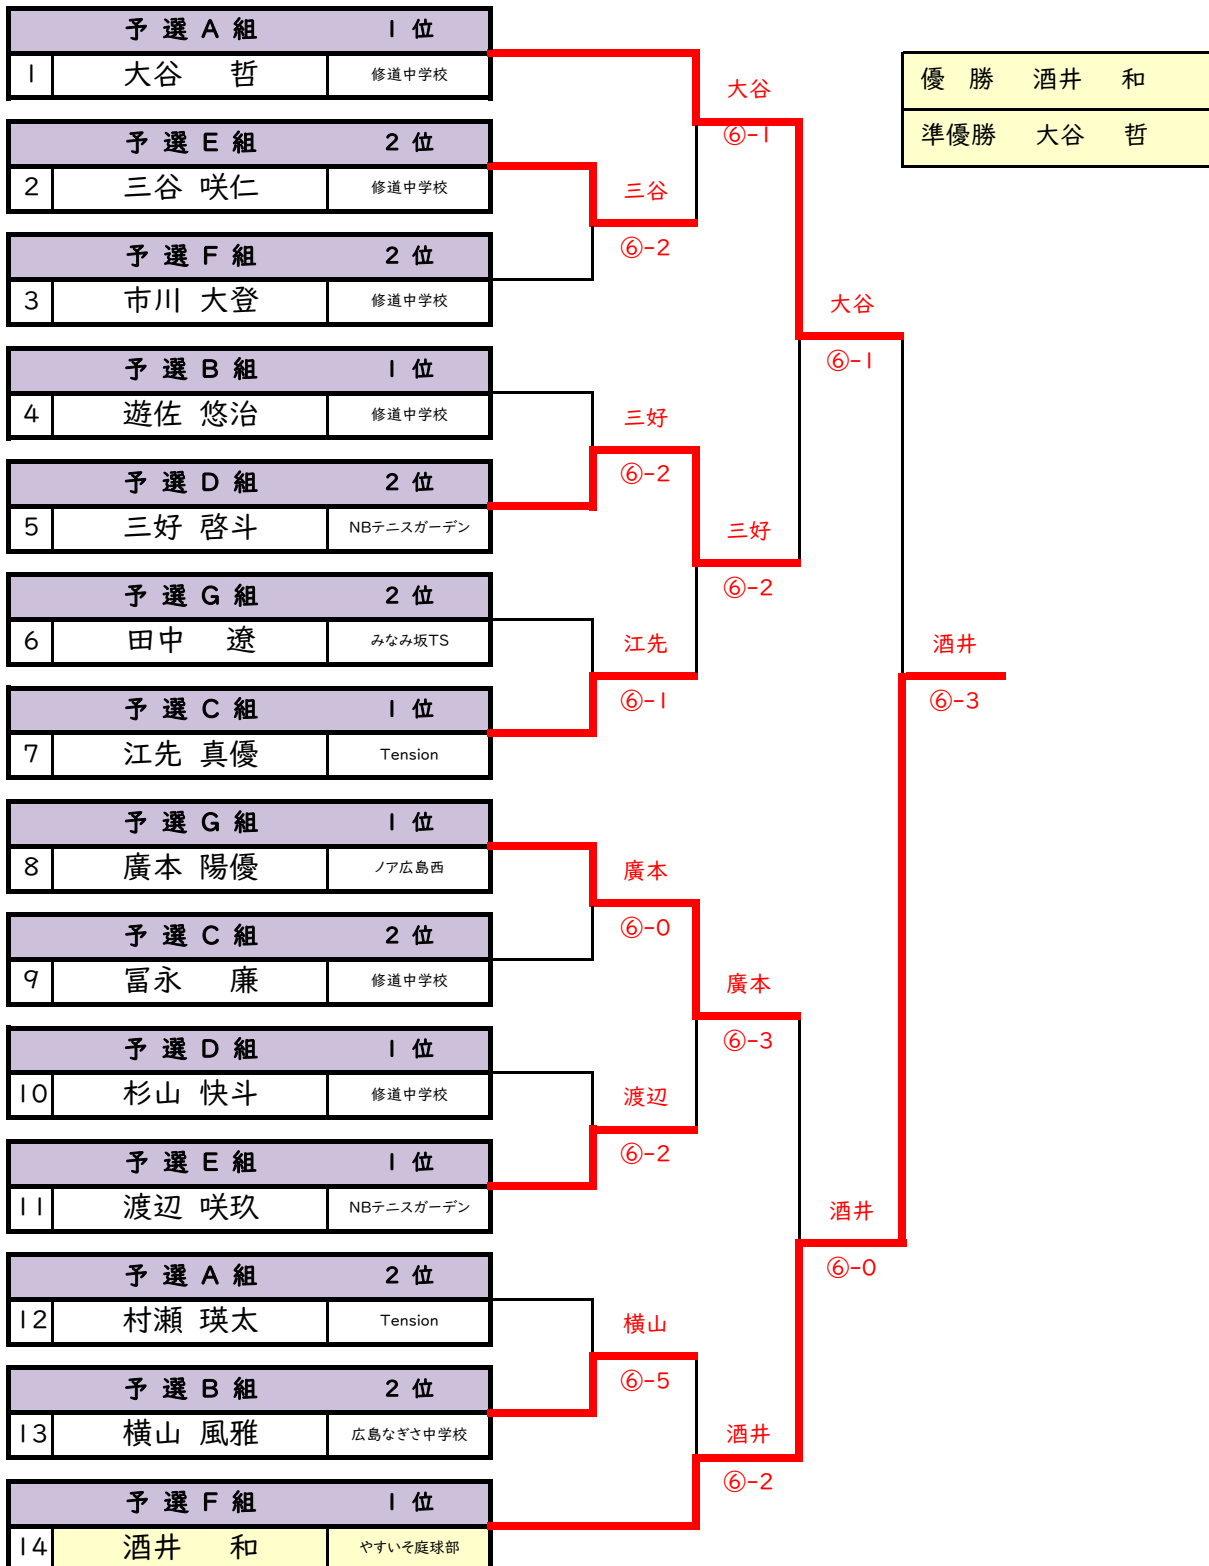 予選A組 1位
1 大谷 哲 修道中学校
予選E組 2位
2 三谷 咲仁 修道中学校
予選F組 2位
3 市川 大登 修道中学校
予選B組 1位
4 遊佐 悠治 修道中学校
予選D組 2位
5 三好 啓斗 NBテニスガーデン
予選G組 2位
6 田中 遼 みなみ坂TS
予選C組 1位
7 江先 真優 Tension
予選G組 1位
8 廣本 陽優 ノア広島西
予選C組 2位
9 冨永 廉 修道中学校
予選D組 1位
10 杉山 快斗 修道中学校
予選E組 1位
11 渡辺 咲玖 NBテニスガーデン
予選A組 2位
12 村瀬 瑛太 Tension
予選B組 2位
13 横山 風雅 広島なぎさ中学校
予選F組 1位
14 酒井 和 やすいそ庭球部
三谷
⑥-2
三好
⑥-2
江先
⑥-1
廣本
⑥-0
渡辺
⑥-2
横山
⑥-5
大谷
⑥-1
三好
⑥-2
廣本
⑥-3
酒井
⑥-2
大谷
⑥-1
酒井
⑥-0
酒井
⑥-3
優 勝 酒井 和
準優勝 大谷 哲